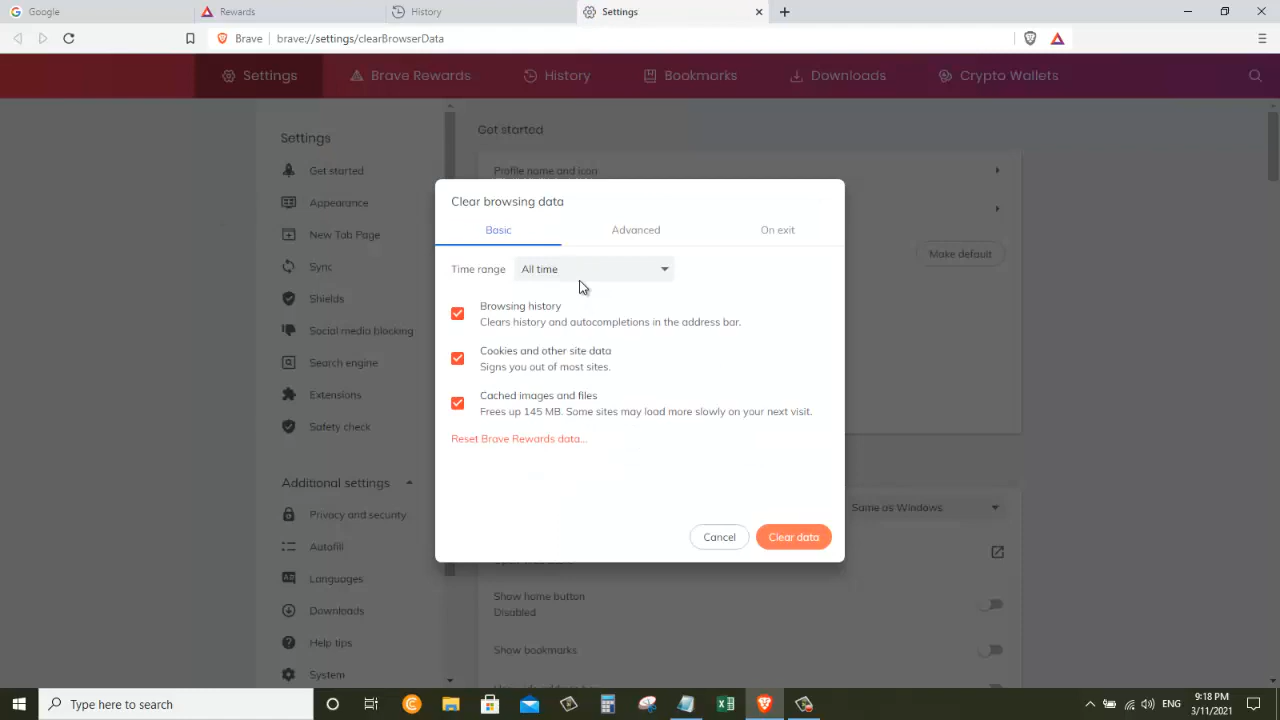 Google
Rewards
History
Settings
Brave
brave://settings/clearBrowserData
Settings
Brave Rewards
History
Bookmarks
Downloads
Crypto Wallets
Settings
Get started
Appearance
New Tab Page
Sync
Shields
Social media blocking
Search engine
Extensions
Safety check
Additional settings
Privacy and security
Autofill
Languages
Downloads
Help tips
System
Get started
Profile name and icon
Make default
Clear browsing data
Basic
Advanced
On exit
Time range
All time
Browsing history
Clears history and autocompletions in the address bar.
Cookies and other site data
Signs you out of most sites.
Cached images and files
Frees up 145 MB. Some sites may load more slowly on your next visit.
Reset Brave Rewards data...
Cancel
Clear data
Same as Windows
Show home button
Disabled
Show bookmarks
Type here to search
ENG
9:18 PM
3/11/2021